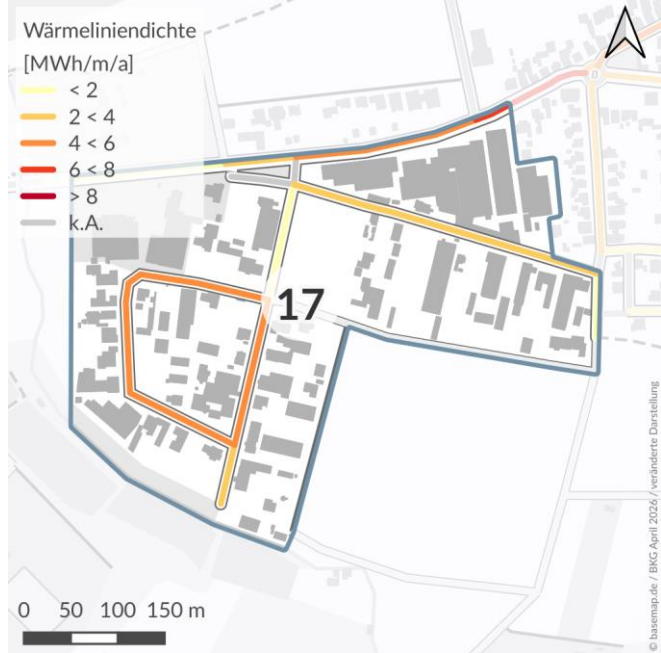 Wärmeliniendichte
[MWh/m/a]
< 2
2 < 4
4 < 6
6 < 8
> 8
k.A.
17
0 50 100 150 m
© basemap.de / BKG April 2026 / veränderte Darstellung